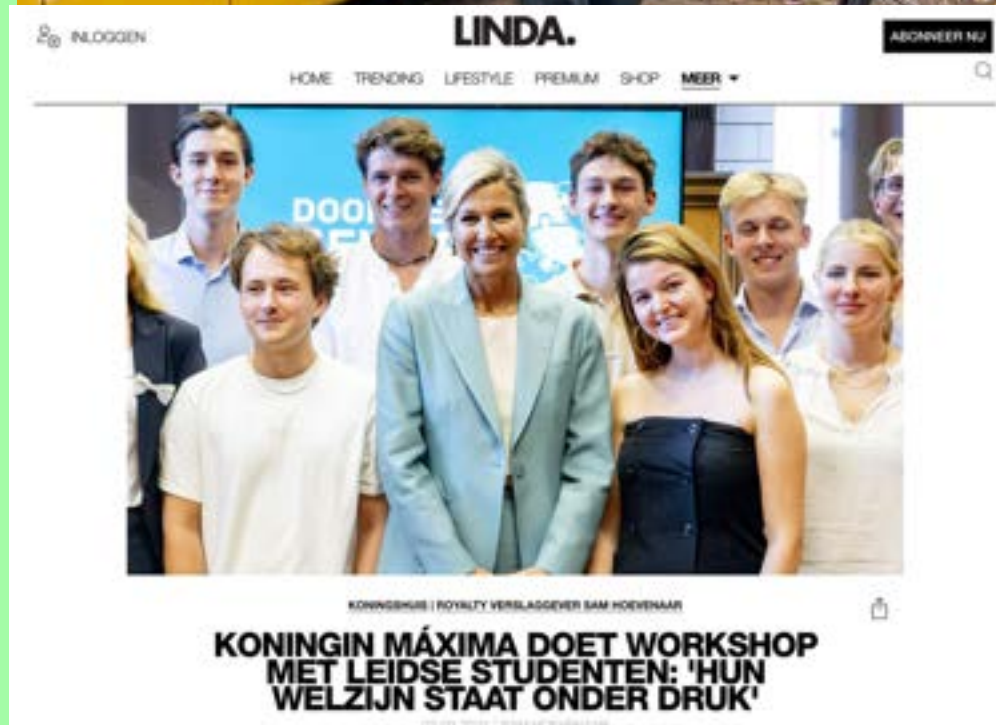 INLOGGEN
LINDA.
ABONNEER NU
HOME TRENDING LIFESTYLE PREMIUM SHOP MEER
KONINGSHUIS | ROYALTY VERSLAGGEVER SAM HOEVENAAR
KONINGIN MÁXIMA DOET WORKSHOP
MET LEIDSE STUDENTEN: 'HUN
WELZIJN STAAT ONDER DRUK'